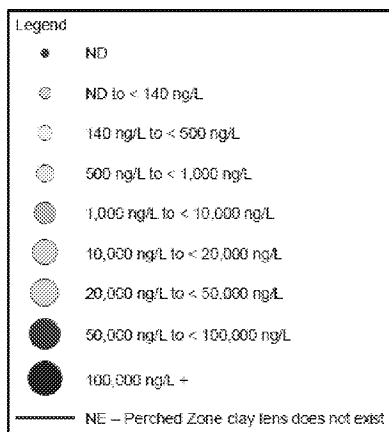 Legend
ND
ND to < 140 ng/L
140 ng/L to < 500 ng/L
500 ng/L to < 1,000 ng/L
1,000 ng/L to < 10,000 ng/L
10,000 ng/L to < 20,000 ng/L
20,000 ng/L to < 50,000 ng/L
50,000 ng/L to < 100,000 ng/L
100,000 ng/L +
NE – Perched Zone clay lens does not exist